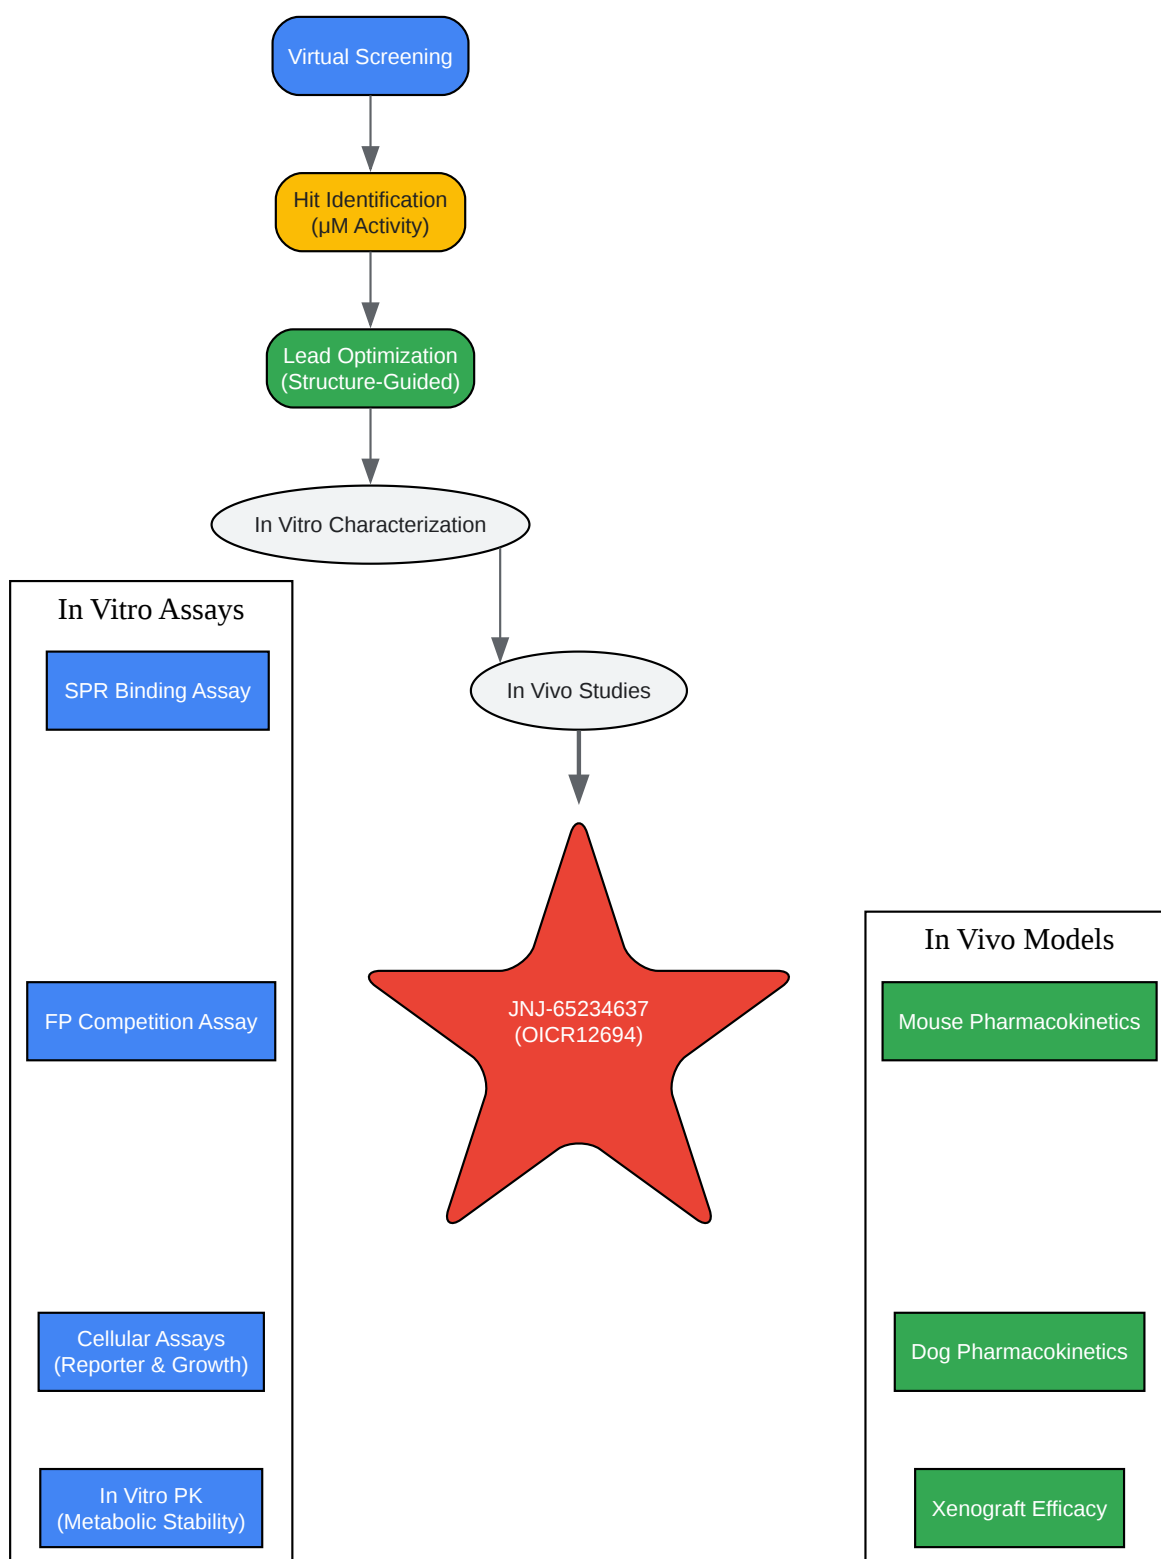 Virtual Screening
Hit Identification
(μM Activity)
Lead Optimization
(Structure-Guided)
In Vitro Characterization
In Vitro Assays
SPR Binding Assay
In Vivo Studies
In Vivo Models
FP Competition Assay
JNJ-65234637
(OICR12694)
Mouse Pharmacokinetics
Cellular Assays
(Reporter & Growth)
Dog Pharmacokinetics
In Vitro PK
(Metabolic Stability)
Xenograft Efficacy